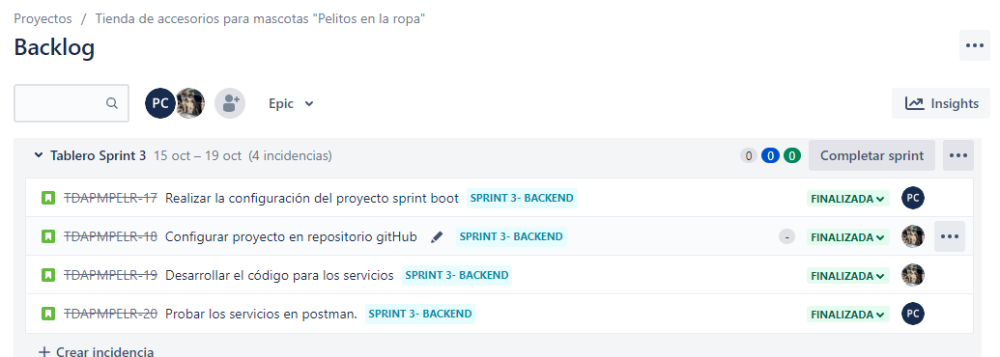 Proyectos / Tienda de accesorios para mascotas "Pelitos en la ropa"
Backlog
PC Epic Insights
Tablero Sprint 3 15 oct – 19 oct (4 incidencias) 0 0 0 Completar sprint
TDAPMPELR-17 Realizar la configuración del proyecto sprint boot SPRINT 3- BACKEND FINALIZADA PC
TDAPMPELR-18 Configurar proyecto en repositorio gitHub SPRINT 3- BACKEND - FINALIZADA
TDAPMPELR-19 Desarrollar el código para los servicios SPRINT 3- BACKEND FINALIZADA
TDAPMPELR-20 Probar los servicios en postman. SPRINT 3- BACKEND FINALIZADA PC
+ Crear incidencia